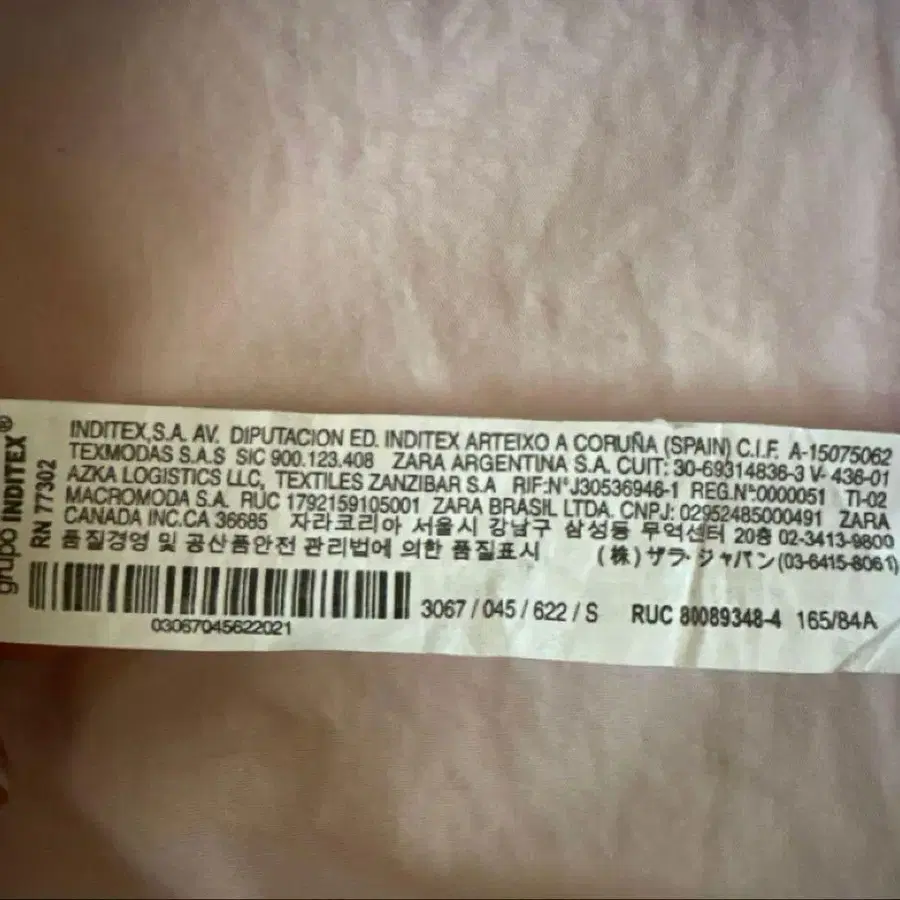 grupo INDITEX®
RN 77302
INDITEX,S.A. AV. DIPUTACION ED. INDITEX ARTEIXO A CORUÑA (SPAIN) C.I.F. A-15075062
TEXMODAS S.A.S SIC 900.123.408 ZARA ARGENTINA S.A. CUIT: 30-69314836-3 V- 436-01
AZKA LOGISTICS LLC, TEXTILES ZANZIBAR S.A RIF:N°J30536946-1 REG.N°:0000051 TI-02
MACROMODA S.A. RUC 1792159105001 ZARA BRASIL LTDA. CNPJ: 02952485000491 ZARA
CANADA INC.CA 36685 자라코리아 서울시 강남구 삼성동 무역센터 20층 02-3413-9800
품질경영 및 공산품안전 관리법에 의한 품질표시 (株)ザラ・ジャパン(03-6415-8061)
3067 / 045 / 622 / S RUC 80089348-4 165/84A
03067045622021